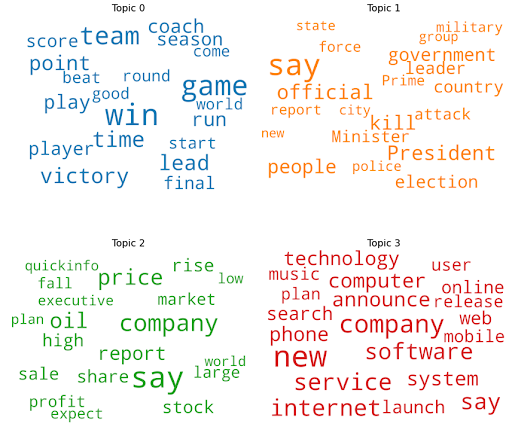 Topic 0
coach
team
season
score
come
point
round
beat
game
good
play
world
win
run
time
start
player
lead
victory
final
Topic 1
state
military
group
force
government
say
leader
Prime
official
country
report
city
attack
kill
new
Minister
President
people
police
election
Topic 2
quickinfo
rise
fall
price
low
executive
market
plan
oil
company
high
report
world
sale
share
say
large
profit
expect
stock
Topic 3
technology
user
music
computer
online
plan
announce
release
search
company
web
phone
mobile
new
software
service
system
internet
launch
say